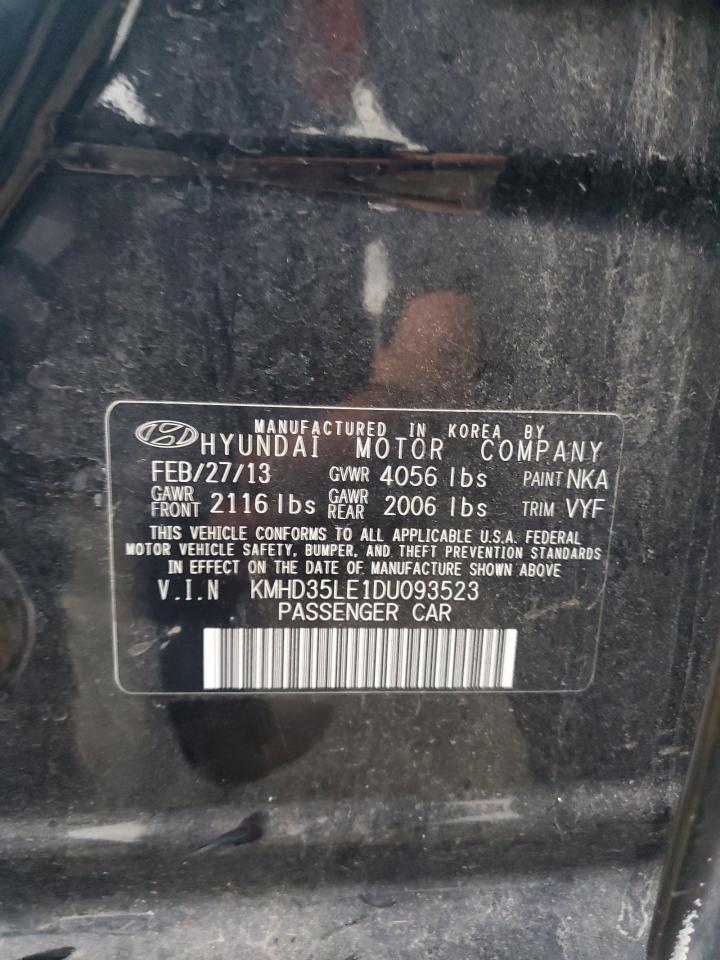 MANUFACTURED IN KOREA BY
HYUNDAI MOTOR COMPANY
FEB/27/13 GVWR 4056 lbs PAINT NKA
GAWR FRONT 2116 lbs GAWR REAR 2006 lbs TRIM VYF
THIS VEHICLE CONFORMS TO ALL APPLICABLE U.S.A. FEDERAL
MOTOR VEHICLE SAFETY, BUMPER, AND THEFT PREVENTION STANDARDS
IN EFFECT ON THE DATE OF MANUFACTURE SHOWN ABOVE
V.I.N KMHD35LE1DU093523
PASSENGER CAR